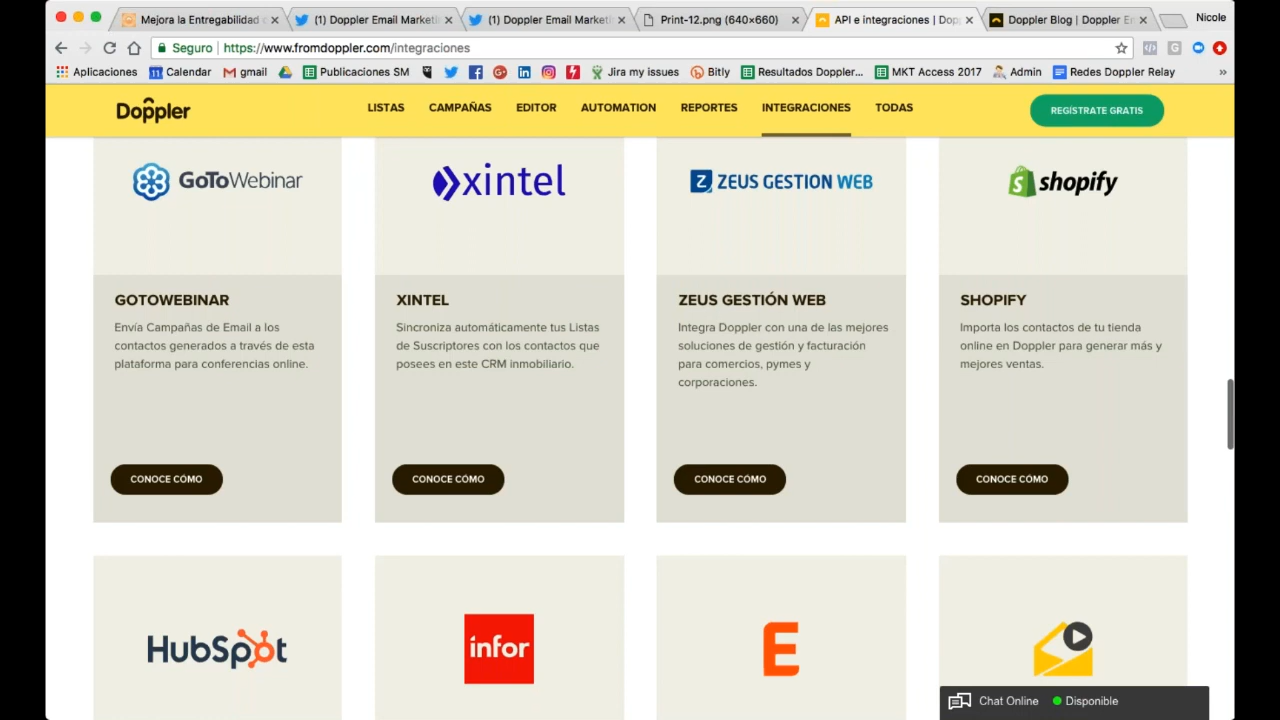 Mejora la Entregabilidad
(1) Doppler Email Marketi
(1) Doppler Email Marketi
Print-12.png (640×660)
API e integraciones | Dop
Doppler Blog | Doppler E
Nicole
Seguro | https://www.fromdoppler.com/integraciones
Aplicaciones
Calendar
gmail
Publicaciones SM
Jira my issues
Bitly
Resultados Doppler...
MKT Access 2017
Admin
Redes Doppler Relay
»
Doppler
LISTAS
CAMPAÑAS
EDITOR
AUTOMATION
REPORTES
INTEGRACIONES
TODAS
REGÍSTRATE GRATIS
GoToWebinar
xintel
ZEUS GESTION WEB
shopify
GOTOWEBINAR
Envía Campañas de Email a los
contactos generados a través de esta
plataforma para conferencias online.
CONOCE CÓMO
XINTEL
Sincroniza automáticamente tus Listas
de Suscriptores con los contactos que
posees en este CRM inmobiliario.
CONOCE CÓMO
ZEUS GESTIÓN WEB
Integra Doppler con una de las mejores
soluciones de gestión y facturación
para comercios, pymes y
corporaciones.
CONOCE CÓMO
SHOPIFY
Importa los contactos de tu tienda
online en Doppler para generar más y
mejores ventas.
CONOCE CÓMO
HubSpot
infor
E
Chat Online
Disponible